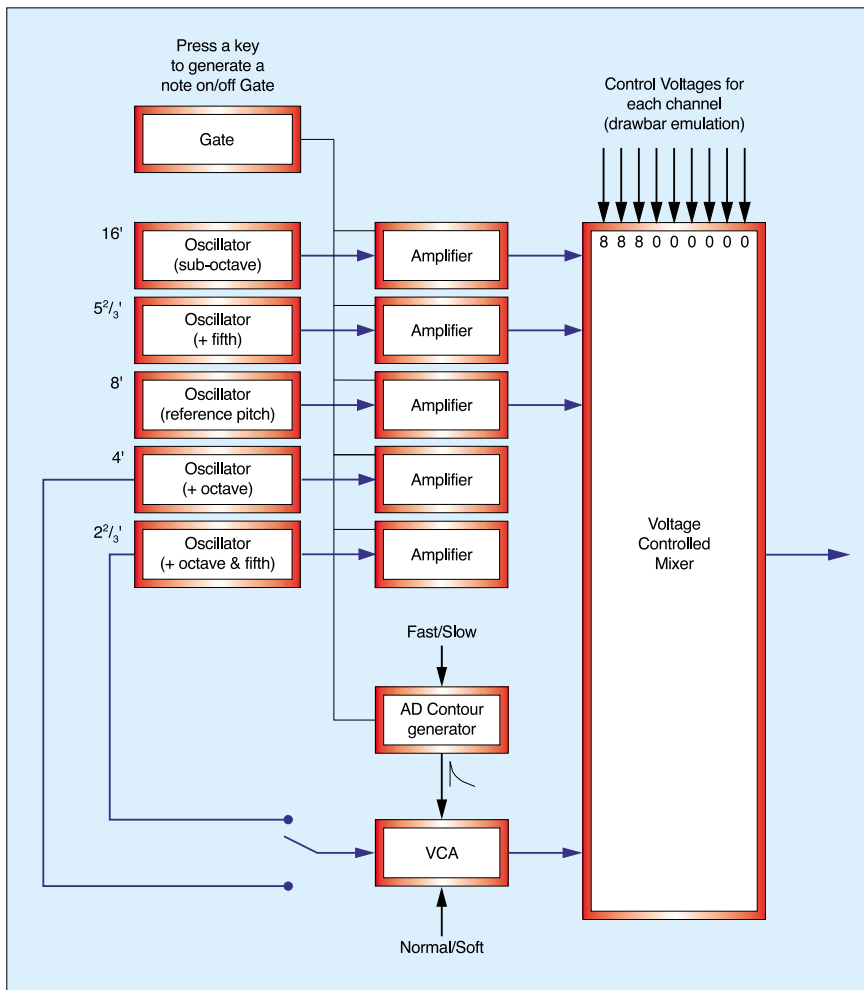 Press a key
to generate a
note on/off Gate
Control Voltages for
each channel
(drawbar emulation)
Gate
8 8 8 0 0 0 0 0 0
16'
Oscillator
(sub-octave)
Amplifier
5²/₃'
Oscillator
(+ fifth)
Amplifier
8'
Oscillator
(reference pitch)
Amplifier
4'
Oscillator
(+ octave)
Amplifier
2²/₃'
Oscillator
(+ octave & fifth)
Amplifier
Voltage
Controlled
Mixer
Fast/Slow
AD Contour
generator
VCA
Normal/Soft